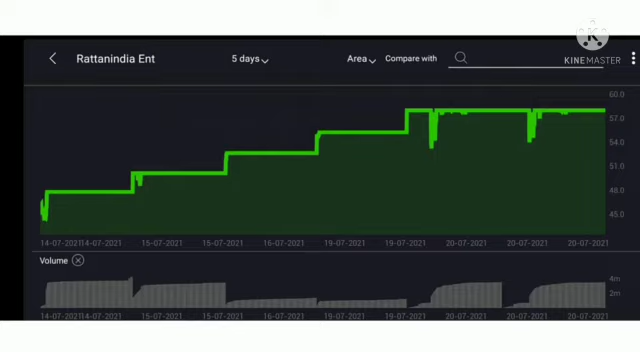 KINEMASTER
Rattanindia Ent 5 days Area Compare with
60.0
57.0
54.0
51.0
48.0
45.0
14-07-2021 14-07-2021 15-07-2021 15-07-2021 16-07-2021 19-07-2021 19-07-2021 20-07-2021 20-07-2021 20-07-2021
Volume
4m
2m
14-07-2021 14-07-2021 15-07-2021 15-07-2021 16-07-2021 19-07-2021 19-07-2021 20-07-2021 20-07-2021 20-07-2021